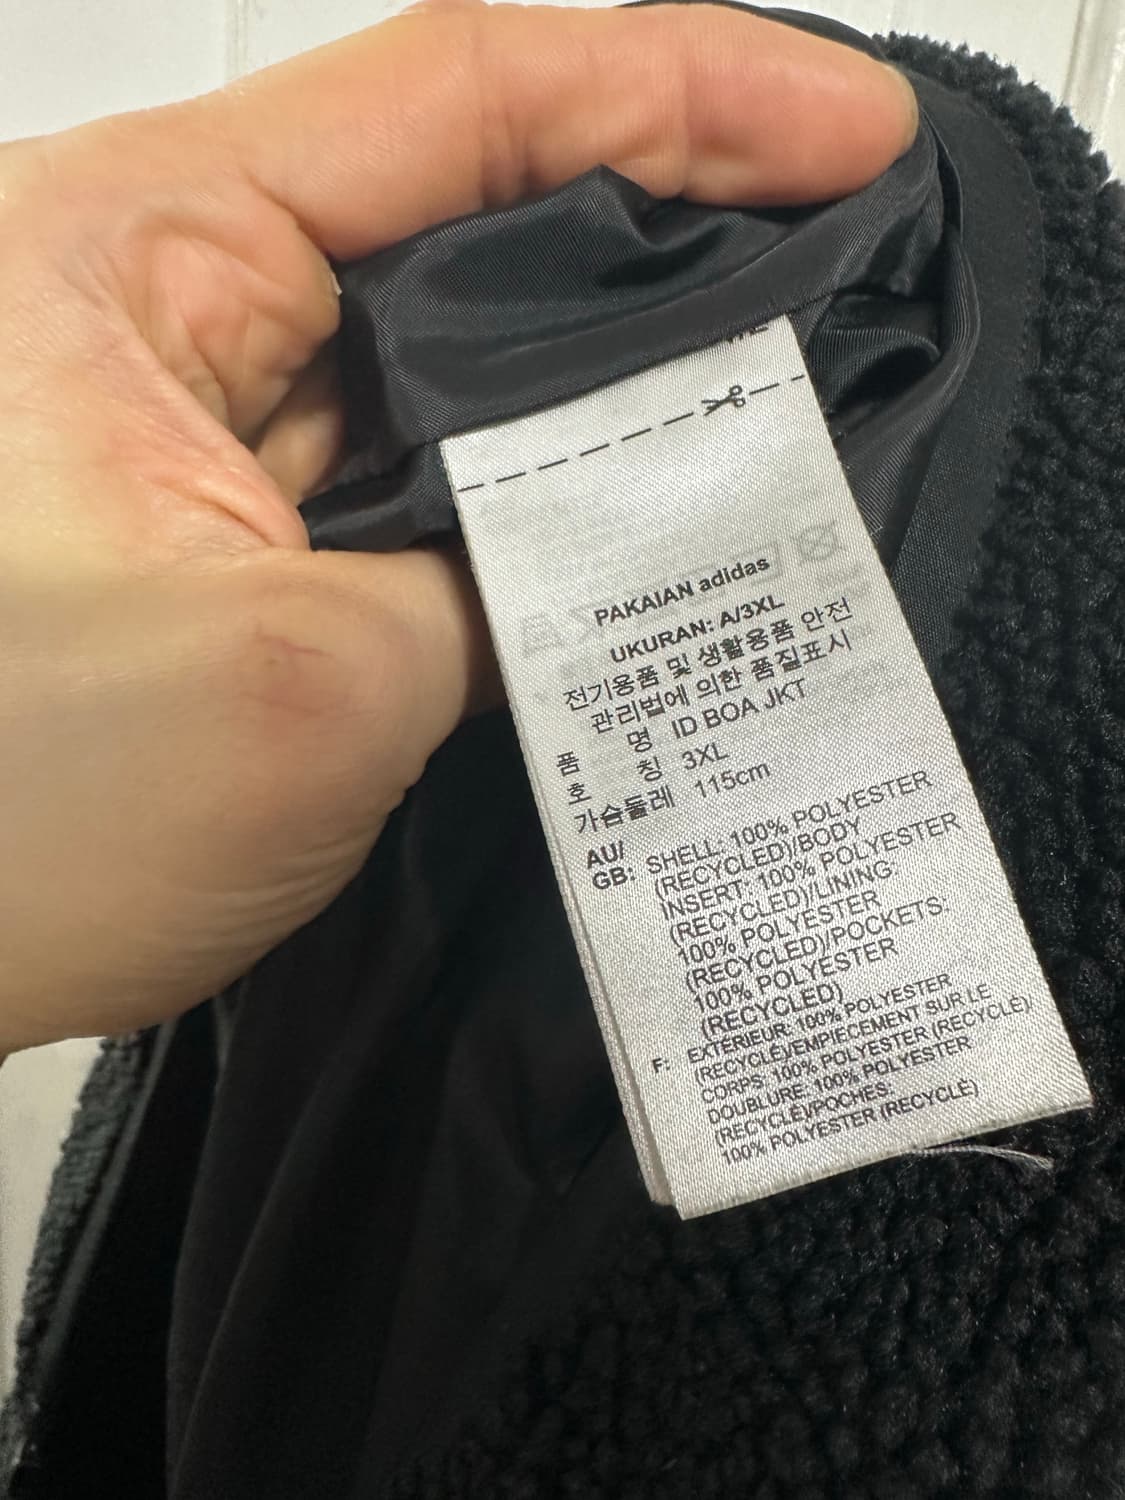 PAKAIAN adidas
UKURAN: A/3XL
전기용품 및 생활용품 안전
관리법에 의한 품질표시
품 명 ID BOA JKT
호 칭 3XL
가슴둘레 115cm
AU/
GB: SHELL: 100% POLYESTER
(RECYCLED)/BODY
INSERT: 100% POLYESTER
(RECYCLED)/LINING:
100% POLYESTER
(RECYCLED)/POCKETS:
100% POLYESTER
(RECYCLED)
F: EXTÉRIEUR: 100% POLYESTER
(RECYCLÉ)/EMPIÈCEMENT SUR LE
CORPS: 100% POLYESTER (RECYCLÉ)/
DOUBLURE: 100% POLYESTER
(RECYCLÉ)/POCHES:
100% POLYESTER (RECYCLÉ)